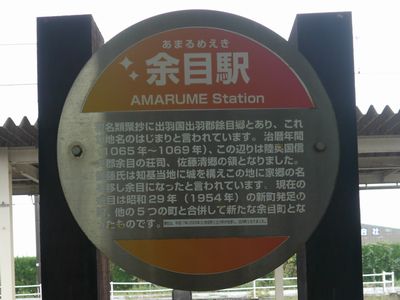 あまるめえき
余目駅
AMARUME Station
名類聚抄に出羽国出羽郡餘目郷とあり、これ
地名のはじまりと言われています。治暦年間
1065年～1069年)、この辺りは陸奥国信
郡余目の荘司、佐藤清郷の領となりました。
藤氏は知基当地に城を構えこの地に家郷の名
移し余目になったと言われています。現在の
目は昭和29年(1954年)の新町発足の
、他の5つの町と合併して新たな余目町とな
たものです。